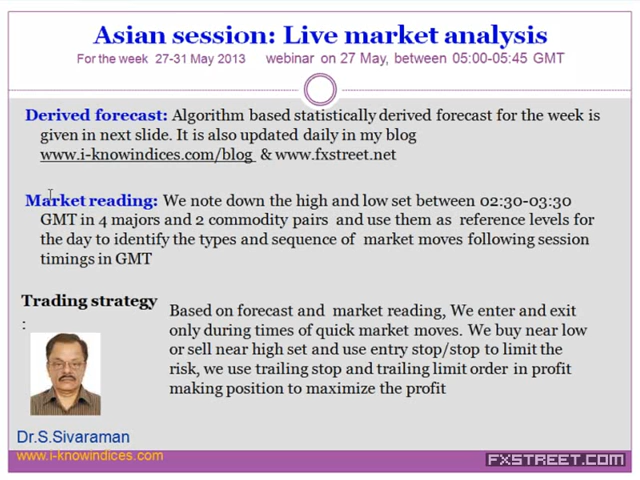 Asian session: Live market analysis
For the week 27-31 May 2013 webinar on 27 May, between 05:00-05:45 GMT
Derived forecast: Algorithm based statistically derived forecast for the week is
given in next slide. It is also updated daily in my blog
www.i-knowindices.com/blog & www.fxstreet.net
Market reading: We note down the high and low set between 02:30-03:30
GMT in 4 majors and 2 commodity pairs and use them as reference levels for
the day to identify the types and sequence of market moves following session
timings in GMT
Trading strategy
:
Based on forecast and market reading, We enter and exit
only during times of quick market moves. We buy near low
or sell near high set and use entry stop/stop to limit the
risk, we use trailing stop and trailing limit order in profit
making position to maximize the profit
Dr.S.Sivaraman
www.i-knowindices.com
FXSTREET.COM